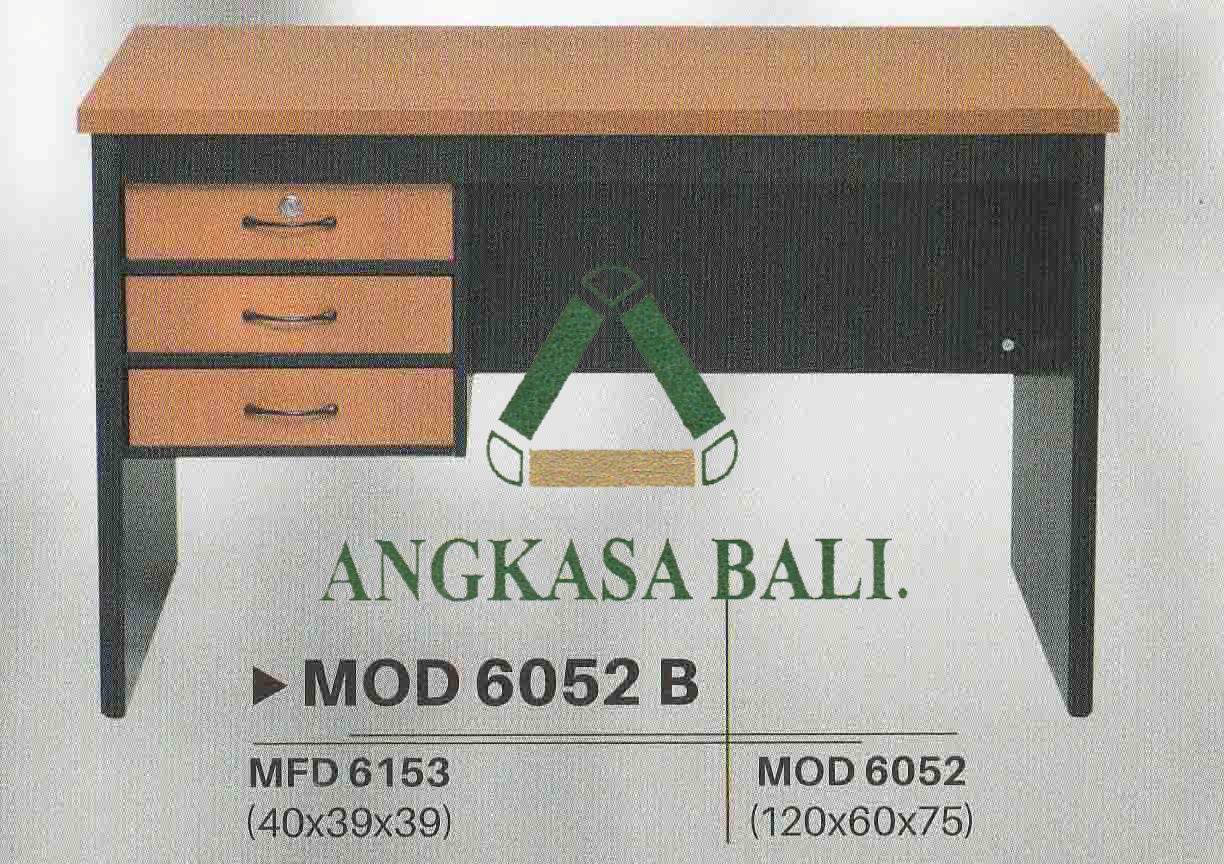 ANGKASA BALI.
MOD 6052 B
MFD 6153
(40x39x39)
MOD 6052
(120x60x75)